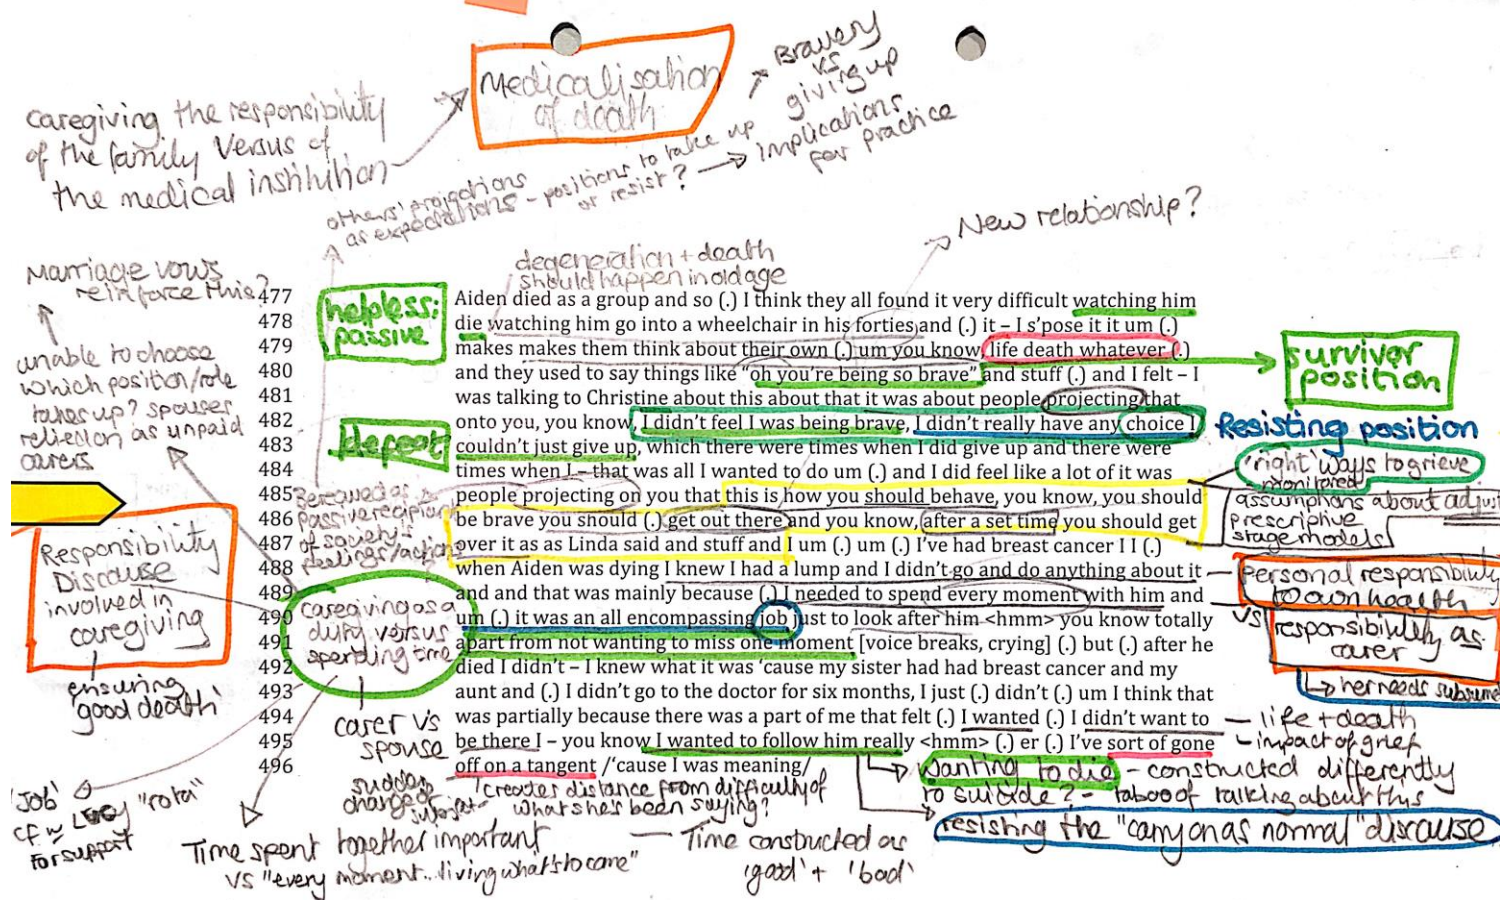 Medicalisation
of death
Bravery
vs
giving up
implications
for practice
caregiving the responsibility
of the family versus of
the medical institution
others' projections
as expectations - positions to take up
or resist?
New relationship?
degeneration + death
should happen in old age
Marriage vows
reinforce this?
unable to choose
which position/role
takes up? spouses
relied on as unpaid
carers
helpless:
passive
defeat
477 Aiden died as a group and so (.) I think they all found it very difficult watching him
478 die watching him go into a wheelchair in his forties and (.) it – I s'pose it it um (.)
479 makes makes them think about their own (.) um you know, life death whatever (.)
480 and they used to say things like "oh you're being so brave" and stuff (.) and I felt – I
481 was talking to Christine about this about that it was about people projecting that
482 onto you, you know, I didn't feel I was being brave, I didn't really have any choice I
483 couldn't just give up, which there were times when I did give up and there were
484 times when I – that was all I wanted to do um (.) and I did feel like a lot of it was
485 people projecting on you that this is how you should behave, you know, you should
486 be brave you should (.) get out there and you know, after a set time you should get
487 over it as as Linda said and stuff and I um (.) um (.) I've had breast cancer I I (.)
488 when Aiden was dying I knew I had a lump and I didn't go and do anything about it
489 and and that was mainly because (.) I needed to spend every moment with him and
490 um (.) it was an all encompassing job just to look after him <hmm> you know totally
491 apart from not wanting to miss one moment [voice breaks, crying] (.) but (.) after he
492 died I didn't – I knew what it was 'cause my sister had had breast cancer and my
493 aunt and (.) I didn't go to the doctor for six months, I just (.) didn't (.) um I think that
494 was partially because there was a part of me that felt (.) I wanted (.) I didn't want to
495 be there I – you know I wanted to follow him really <hmm> (.) er (.) I've sort of gone
496 off on a tangent /'cause I was meaning/
surviver
position
Resisting position
'right' ways to grieve
monitored
assumptions about adjust
prescriptive
stage models
Personal responsibility
to own health
vs
responsibility as
carer
her needs subsume
life + death
- impact of grief
Bereaved as
passive recipient
of society's
feelings/actions
Responsibility
Discourse
involved in
caregiving
ensuring
'good death'
caregiving as a
duty versus
spending time
carer v's
spouse
sudden
change of
subject
creates distance from difficulty of
what she's been saying?
Wanting to die - constructed differently
to suicide? - taboo of talking about this
resisting the "carry on as normal" discourse
'Job'
cf w Lucy "rota"
for support
Time spent together important
vs "every moment.. living what's to come"
Time constructed as
'good' + 'bad'